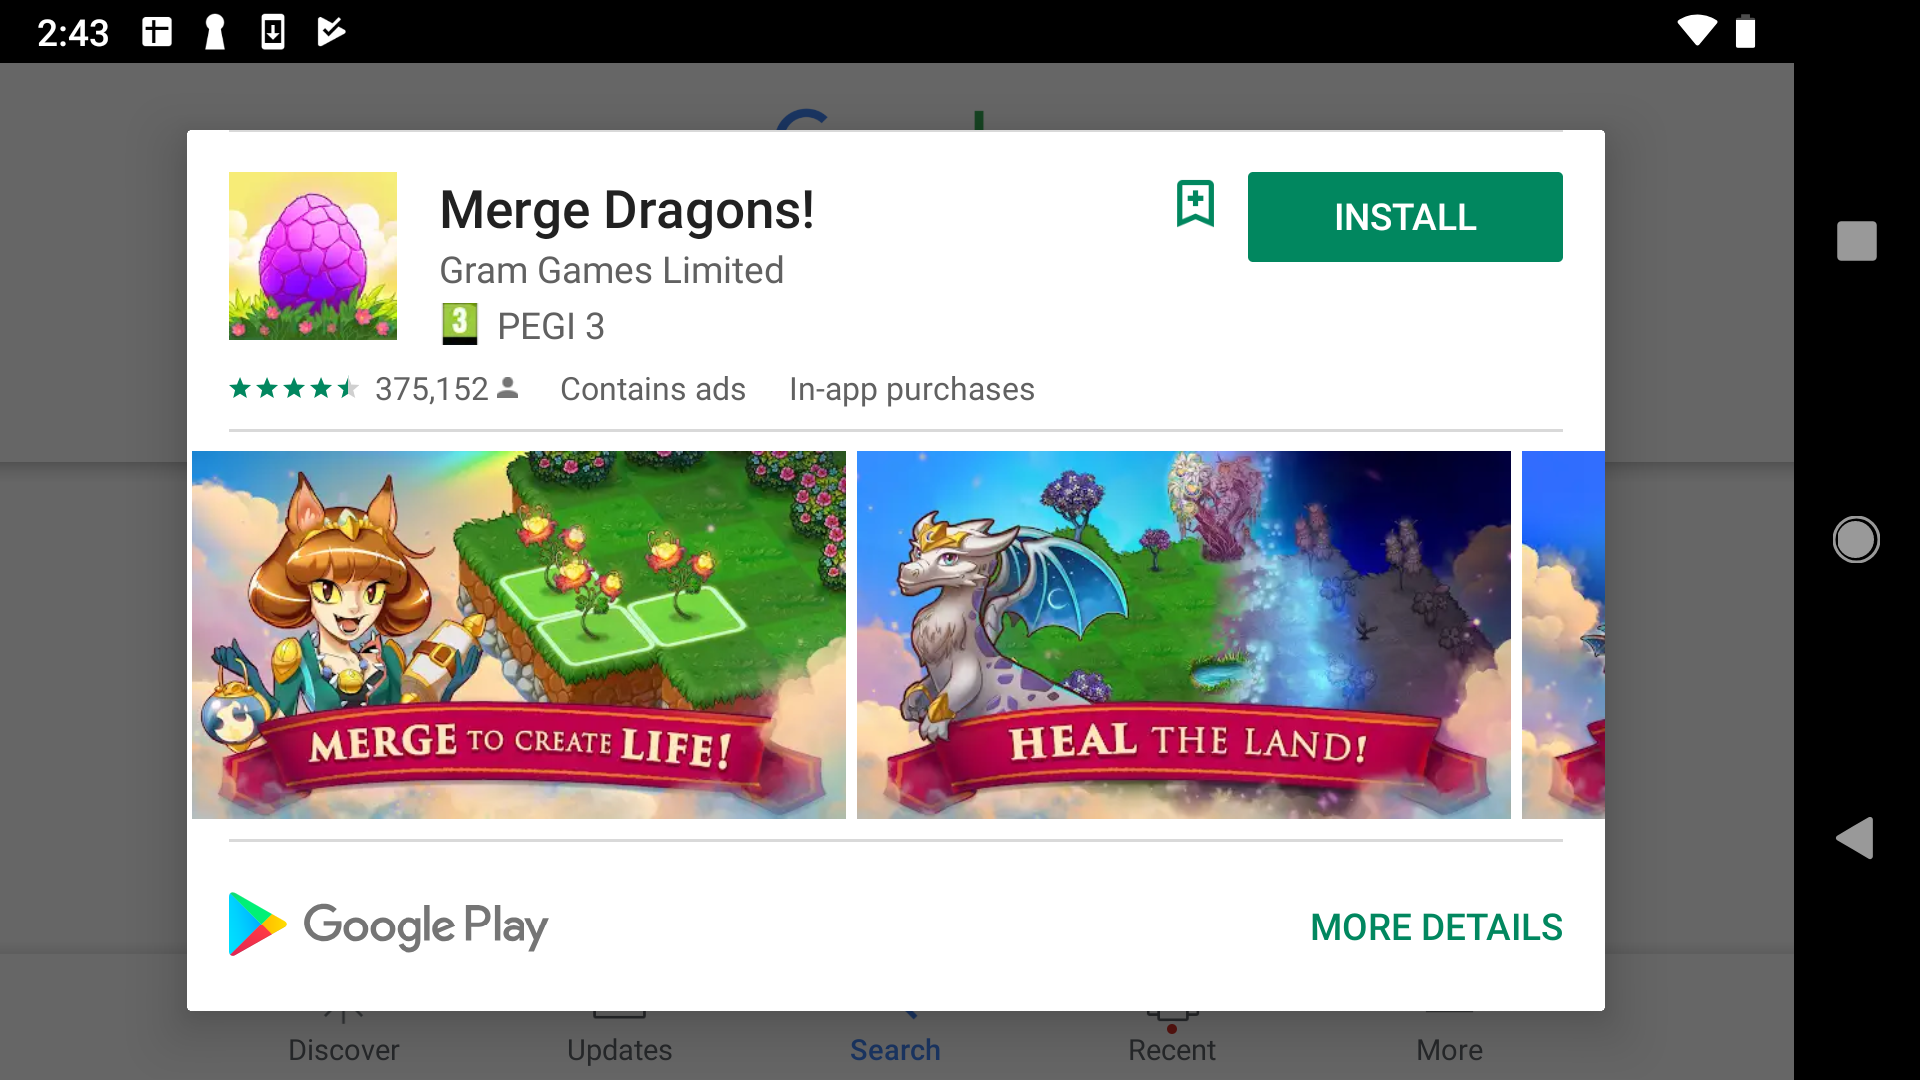 2:43
Merge Dragons!
INSTALL
Gram Games Limited
3 PEGI 3
375,152 Contains ads In-app purchases
MERGE TO CREATE LIFE!
HEAL THE LAND!
Google Play
MORE DETAILS
Discover Updates Search Recent More